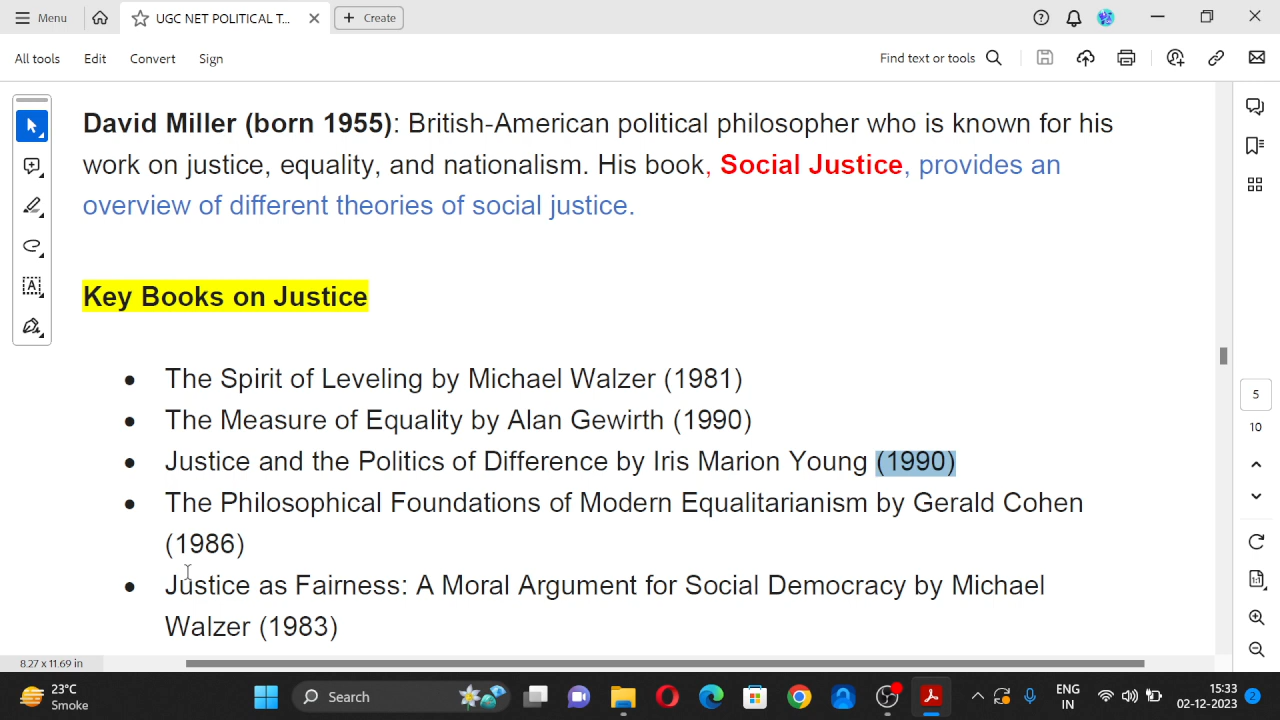 Menu
UGC NET POLITICAL T...
Create
All tools
Edit
Convert
Sign
Find text or tools
David Miller (born 1955): British-American political philosopher who is known for his
work on justice, equality, and nationalism. His book, Social Justice, provides an
overview of different theories of social justice.
Key Books on Justice
• The Spirit of Leveling by Michael Walzer (1981)
• The Measure of Equality by Alan Gewirth (1990)
• Justice and the Politics of Difference by Iris Marion Young (1990)
• The Philosophical Foundations of Modern Equalitarianism by Gerald Cohen
(1986)
• Justice as Fairness: A Moral Argument for Social Democracy by Michael
Walzer (1983)
5
10
8.27 x 11.69 in
23°C
Smoke
Search
ENG
IN
15:33
02-12-2023
2